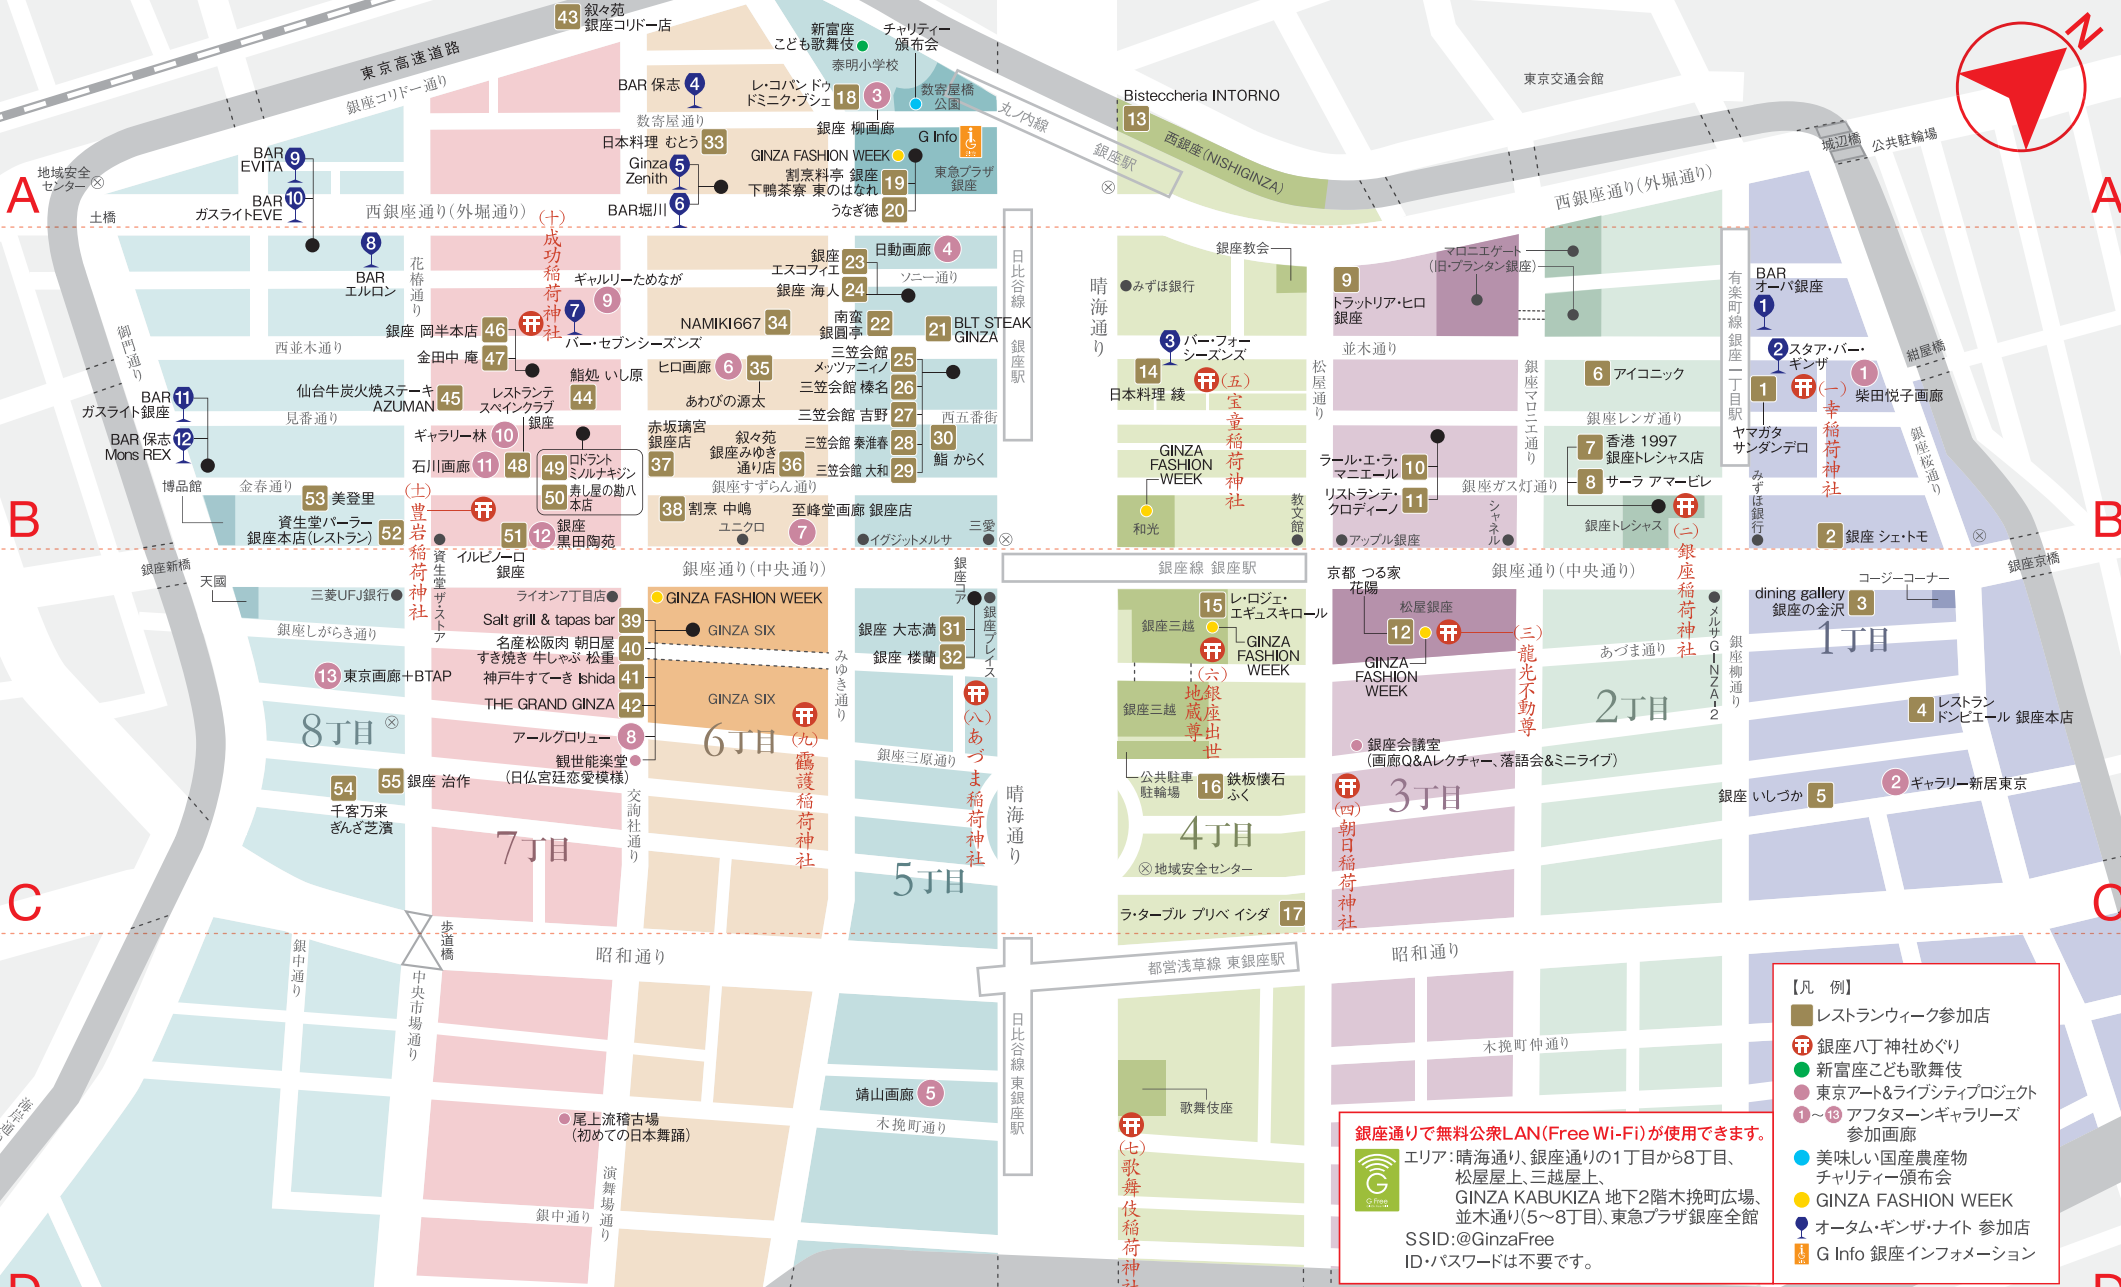 43 叙々苑
銀座コリドー店
東京高速道路
銀座コリドー通り
新富座
こども歌舞伎
チャリティー
頒布会
泰明小学校
BAR 保志 4
レ・コパン ドゥ
ドミニク・ブシェ 18
3
数寄屋橋
公園
数寄屋通り
銀座 柳画廊
丸ノ内線
銀座駅
Bisteccheria INTORNO
13
西銀座(NISHIGINZA)
東京交通会館
N
城辺橋
公共駐輪場
日本料理 むとう 33
G Info
GINZA FASHION WEEK
東急プラザ
銀座
Ginza
Zenith 5
割烹料亭 銀座
下鴨茶寮 東のはなれ 19
BAR堀川 6
うなぎ徳 20
BAR
EVITA 9
BAR
ガスライトEVE 10
地域安全
センター
A
A
土橋
西銀座通り(外堀通り)
西銀座通り(外堀通り)
BAR
エルロン
8
花椿通り
(十)成功稲荷神社
ギャルリーためなが
9
7
バー・セブンシーズンズ
銀座
エスコフィエ 23
銀座 海人 24
日動画廊 4
ソニー通り
日比谷線 銀座駅
晴海通り
みずほ銀行
銀座教会
9
トラットリア・ヒロ
銀座
マロニエゲート
(旧・プランタン銀座)
有楽町線 銀座一丁目駅
BAR
オーパ銀座
1
御門通り
西並木通り
銀座 岡半本店 46
金田中 庵 47
NAMIKI667 34
南蛮
銀圓亭 22
21 BLT STEAK
GINZA
3 バー・フォー
シーズンズ
並木通り
松屋通り
銀座マロニエ通り
2 スタア・バー・
ギンザ
紺屋橋
三笠会館
メッツァニィノ 25
三笠会館 榛名 26
三笠会館 吉野 27
三笠会館 秦淮春 28
三笠会館 大和 29
西五番街
30
鮨 からく
ヒロ画廊 6
35
あわびの源太
14
日本料理 綾
(五)宝童稲荷神社
6 アイコニック
銀座レンガ通り
1
ヤマガタ
サンダンデロ
(一)幸稲荷神社
1
柴田悦子画廊
銀座桜通り
BAR
ガスライト銀座 11
BAR 保志
Mons REX 12
見番通り
仙台牛炭火焼ステーキ
AZUMAN 45
レストランテ
スペインクラブ
銀座
鮨処 いし原
44
ギャラリー林 10
石川画廊 11
48
49 ロドラント
ミノルナキジン
50 寿し屋の勘八
本店
赤坂璃宮
銀座店
37
叙々苑
銀座みゆき
通り店 36
GINZA
FASHION
WEEK
ラール・エ・ラ・
マニエール 10
リストランテ・
クロディーノ 11
7 香港 1997
銀座トレシャス店
8 サーラ アマービレ
博品館
金春通り
53 美登里
(十一)豊岩稲荷神社
銀座すずらん通り
銀座ガス灯通り
みずほ銀行
B
B
資生堂パーラー
銀座本店(レストラン) 52
51
イルピノーロ
銀座
12 銀座
黒田陶苑
38 割烹 中嶋
ユニクロ
至峰堂画廊 銀座店
7
イグジットメルサ
三愛
和光
教文館
アップル銀座
シャネル
銀座トレシャス
(二)銀座稲荷神社
2 銀座 シェ・トモ
銀座新橋
銀座通り(中央通り)
銀座線 銀座駅
銀座通り(中央通り)
銀座京橋
天國
三菱UFJ銀行
資生堂ザ・ストア
ライオン7丁目店
GINZA FASHION WEEK
銀座コア
銀座プレイス
15 レ・ロジェ・
エギュスキロール
京都 つる家
花陽
松屋銀座
12
メルサGINZA-2
dining gallery
銀座の金沢 3
コージーコーナー
銀座しがらき通り
Salt grill & tapas bar 39
名産松阪肉 朝日屋
すき焼き 牛しゃぶ 松重 40
神戸牛すてーき Ishida 41
THE GRAND GINZA 42
GINZA SIX
GINZA SIX
みゆき通り
銀座 大志満 31
銀座 楼蘭 32
銀座三越
銀座三越
GINZA
FASHION
WEEK
GINZA
FASHION
WEEK
(三)龍光不動尊
あづま通り
銀座柳通り
1丁目
13 東京画廊+BTAP
8丁目
アールグロリュー 8
観世能楽堂
(日仏宮廷恋愛模様)
6丁目
(九)靍護稲荷神社
(八)あづま稲荷神社
銀座三原通り
(六)銀座出世
地蔵尊
2丁目
4 レストラン
ドンピエール 銀座本店
銀座会議室
(画廊Q&Aレクチャー、落語会&ミニライブ)
54
千客万来
ぎんざ芝濱
55 銀座 治作
7丁目
交詢社通り
5丁目
晴海通り
公共駐車
駐輪場
16 鉄板懐石
ふく
4丁目
(四)朝日稲荷神社
3丁目
銀座 いしづか 5
2 ギャラリー新居東京
地域安全センター
C
C
ラ・ターブル プリベ イシダ 17
歩道橋
銀中通り
中央市場通り
昭和通り
都営浅草線 東銀座駅
昭和通り
日比谷線 東銀座駅
木挽町仲通り
海岸通り
靖山画廊 5
木挽町通り
尾上流稽古場
(初めての日本舞踊)
演舞場通り
銀中通り
歌舞伎座
(七)歌舞伎稲荷神社
銀座通りで無料公衆LAN(Free Wi-Fi)が使用できます。
G
G Free
エリア:晴海通り、銀座通りの1丁目から8丁目、
松屋屋上、三越屋上、
GINZA KABUKIZA 地下2階木挽町広場、
並木通り(5〜8丁目)、東急プラザ銀座全館
SSID:@GinzaFree
ID・パスワードは不要です。
【凡 例】
レストランウィーク参加店
銀座八丁神社めぐり
新富座こども歌舞伎
東京アート&ライブシティプロジェクト
1〜13 アフタヌーンギャラリーズ
参加画廊
美味しい国産農産物
チャリティー頒布会
GINZA FASHION WEEK
オータム・ギンザ・ナイト 参加店
G Info 銀座インフォメーション
D
D